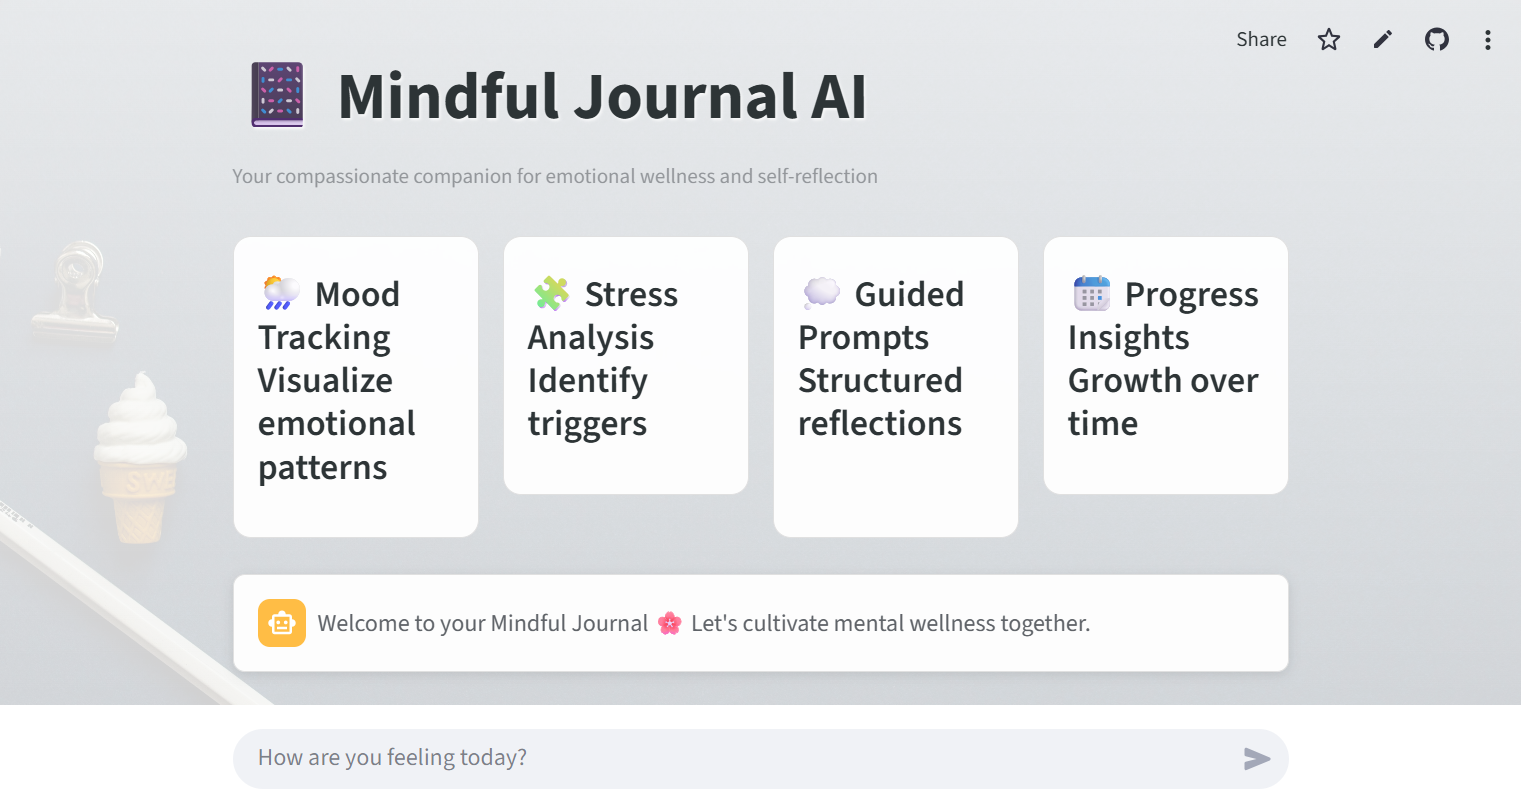 Share
Mindful Journal AI
Your compassionate companion for emotional wellness and self-reflection
Mood
Tracking
Visualize
emotional
patterns
Stress
Analysis
Identify
triggers
Guided
Prompts
Structured
reflections
Progress
Insights
Growth over
time
SWE
Welcome to your Mindful Journal 🌸 Let's cultivate mental wellness together.
How are you feeling today?